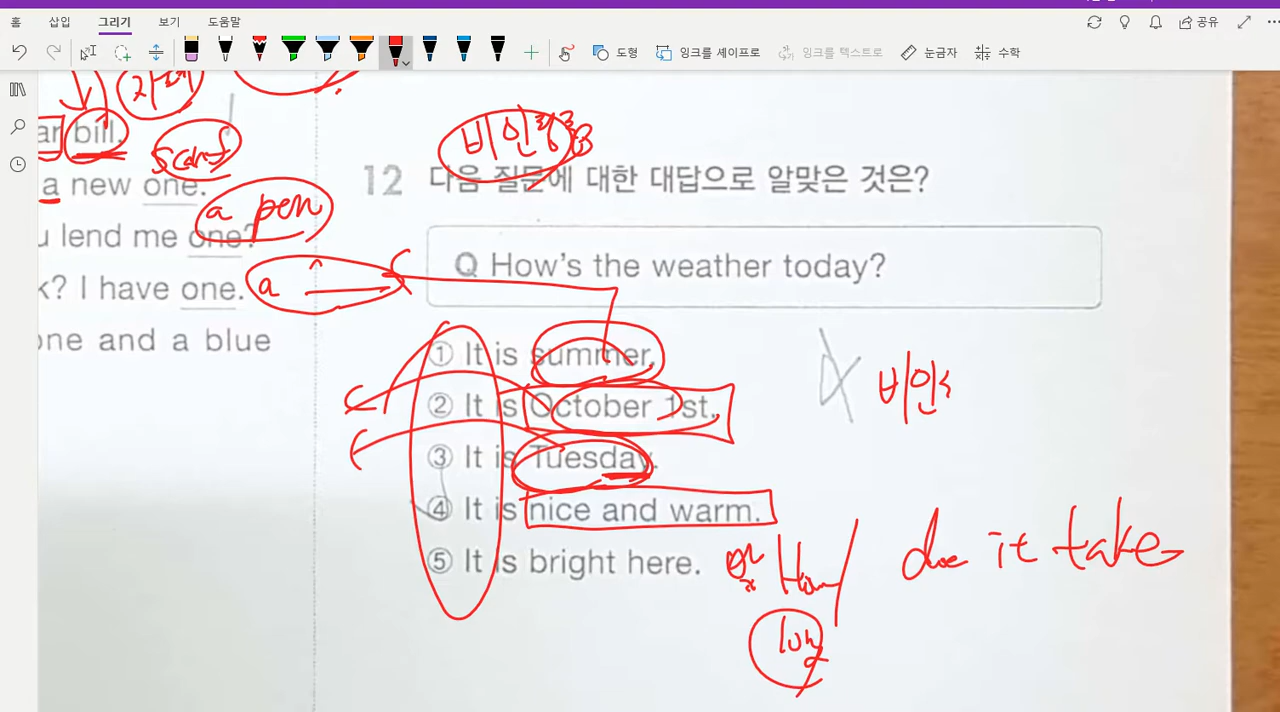 홈 삽입 그리기 보기 도움말 공유
도형 잉크를 셰이프로 잉크를 텍스트로 눈금자 수학
ar bill.
scarf
a new one.
a pen
u lend me one?
k? I have one.
a
one and a blue
비인칭
12 다음 질문에 대한 대답으로 알맞은 것은?
Q How's the weather today?
① It is summer.
② It is October 1st.
③ It is Tuesday.
④ It is nice and warm.
⑤ It is bright here.
비인
How
long
it take